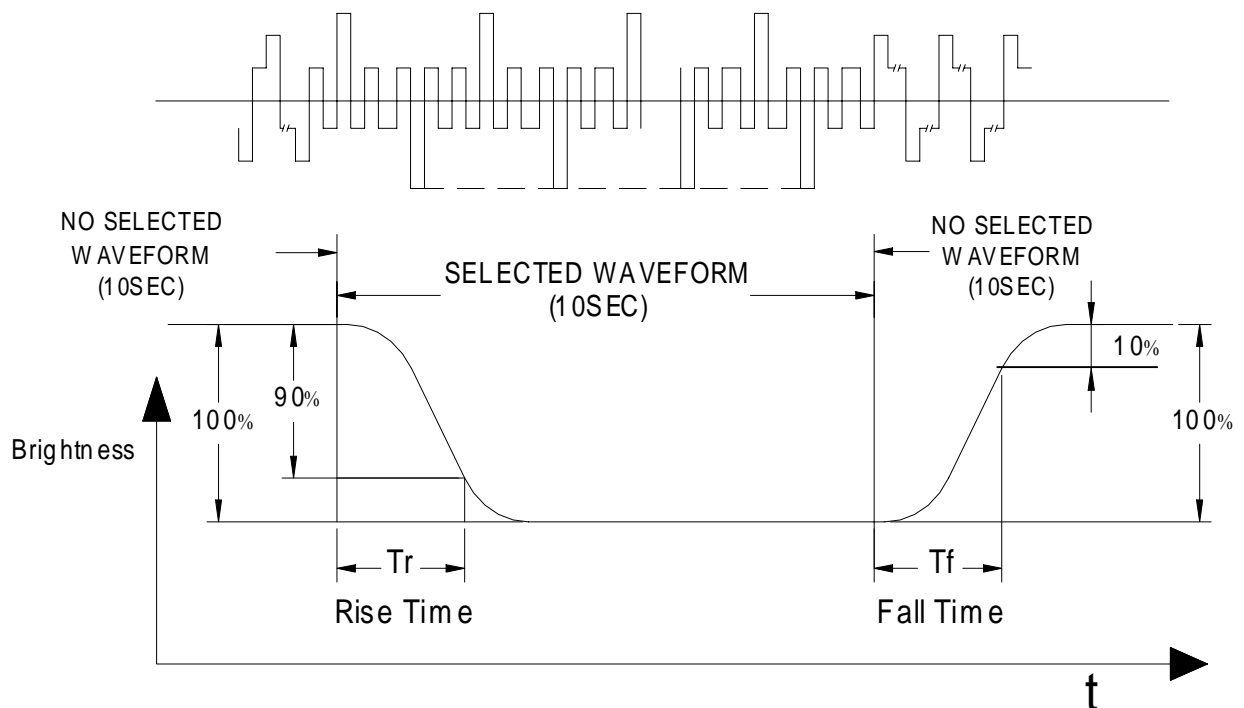 NO SELECTED
WAVEFORM
(10SEC)
SELECTED WAVEFORM
(10SEC)
NO SELECTED
WAVEFORM
(10SEC)
100%
90%
10%
100%
Brightness
Tr
Tf
Rise Time
Fall Time
t